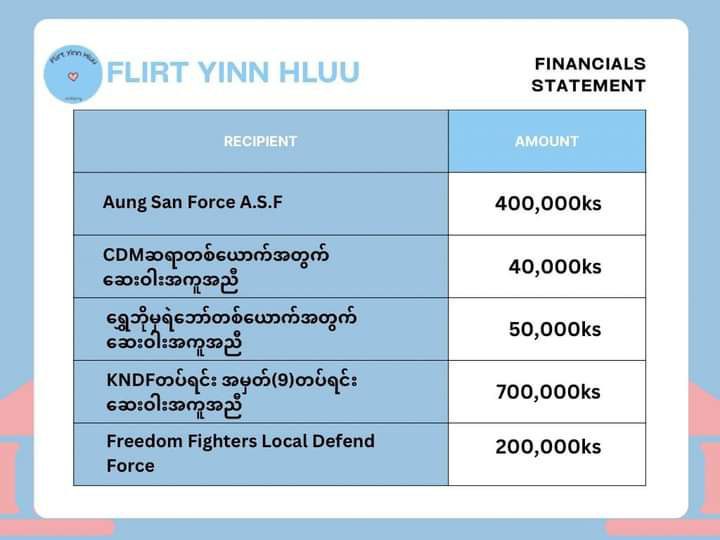 Flirt Yinn Hluu
FLIRT YINN HLUU
FINANCIALS
STATEMENT
RECIPIENT
AMOUNT
Aung San Force A.S.F
400,000ks
CDMဆရာတစ်ယောက်အတွက်
ဆေးဝါးအကူအညီ
40,000ks
ရွှေဘိုမှရဲဘော်တစ်ယောက်အတွက်
ဆေးဝါးအကူအညီ
50,000ks
KNDFတပ်ရင်း အမှတ်(9)တပ်ရင်း
ဆေးဝါးအကူအညီ
700,000ks
Freedom Fighters Local Defend
Force
200,000ks